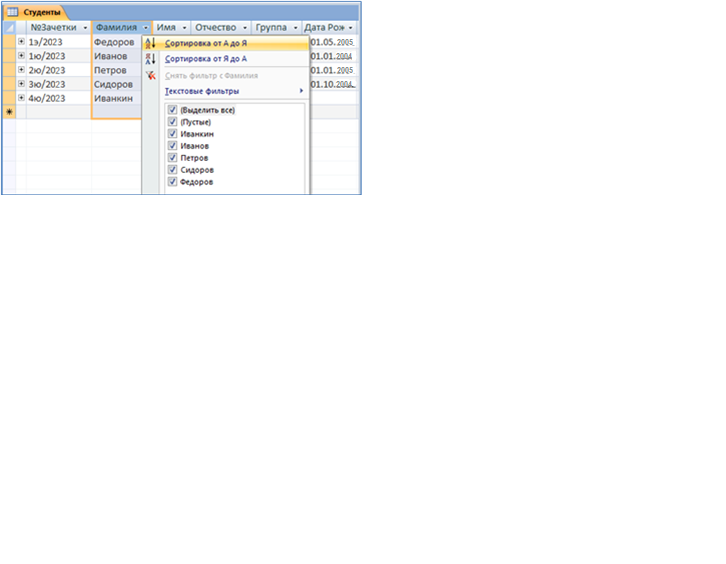 Студенты
№Зачетки Фамилия Имя Отчество Группа Дата Рож
1э/2023 Федоров Сортировка от А до Я 01.05.2005
1ю/2023 Иванов Сортировка от Я до А 01.01.2004
2ю/2023 Петров Снять фильтр с Фамилия 01.01.2005
3ю/2023 Сидоров Текстовые фильтры 01.10.2004
4ю/2023 Иванкин
(Выделить все)
(Пустые)
Иванкин
Иванов
Петров
Сидоров
Федоров